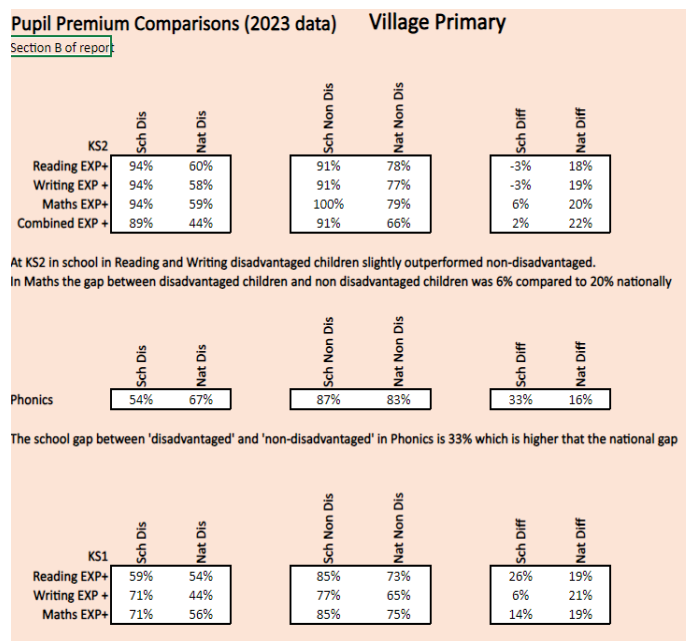 Pupil Premium Comparisons (2023 data) Village Primary
Section B of report
KS2 Sch Dis Nat Dis Sch Non Dis Nat Non Dis Sch Diff Nat Diff
Reading EXP+ 94% 60% 91% 78% -3% 18%
Writing EXP + 94% 58% 91% 77% -3% 19%
Maths EXP+ 94% 59% 100% 79% 6% 20%
Combined EXP + 89% 44% 91% 66% 2% 22%
At KS2 in school in Reading and Writing disadvantaged children slightly outperformed non-disadvantaged.
In Maths the gap between disadvantaged children and non disadvantaged children was 6% compared to 20% nationally
Sch Dis Nat Dis Sch Non Dis Nat Non Dis Sch Diff Nat Diff
Phonics 54% 67% 87% 83% 33% 16%
The school gap between 'disadvantaged' and 'non-disadvantaged' in Phonics is 33% which is higher that the national gap
KS1 Sch Dis Nat Dis Sch Non Dis Nat Non Dis Sch Diff Nat Diff
Reading EXP+ 59% 54% 85% 73% 26% 19%
Writing EXP + 71% 44% 77% 65% 6% 21%
Maths EXP+ 71% 56% 85% 75% 14% 19%